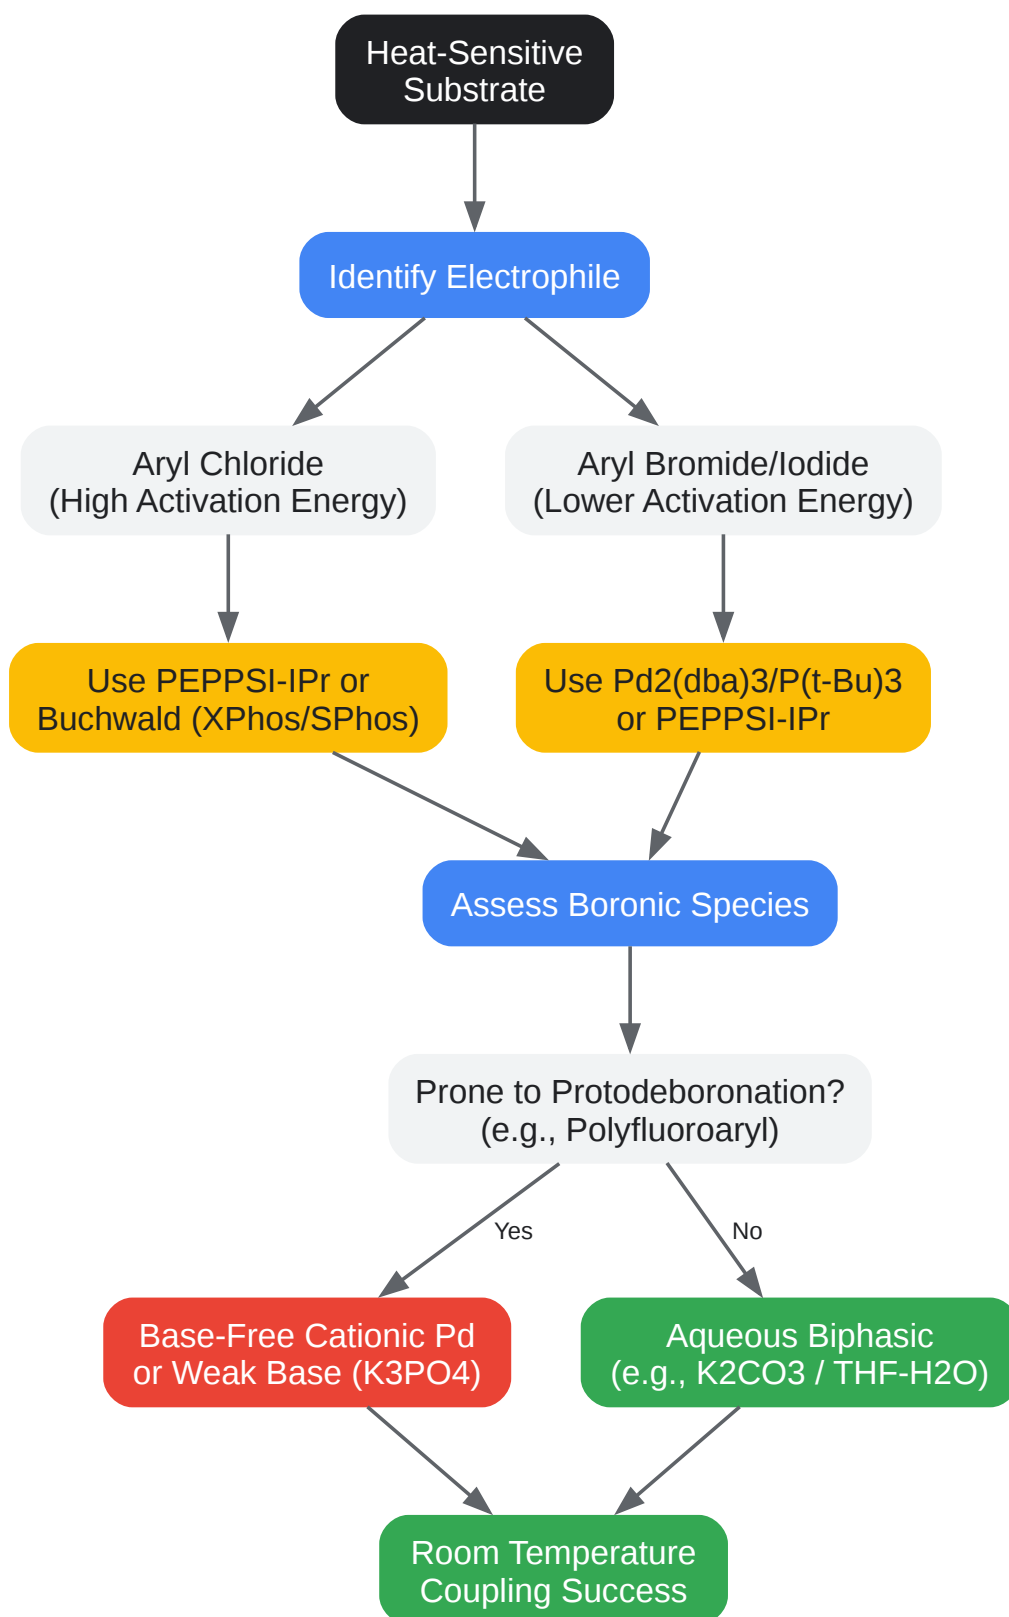 Heat-Sensitive
Substrate
Identify Electrophile
Aryl Chloride
(High Activation Energy)
Aryl Bromide/Iodide
(Lower Activation Energy)
Use PEPPSI-IPr or
Buchwald (XPhos/SPhos)
Use Pd2(dba)3/P(t-Bu)3
or PEPPSI-IPr
Assess Boronic Species
Prone to Protodeboronation?
(e.g., Polyfluoroaryl)
Yes
No
Base-Free Cationic Pd
or Weak Base (K3PO4)
Aqueous Biphasic
(e.g., K2CO3 / THF-H2O)
Room Temperature
Coupling Success